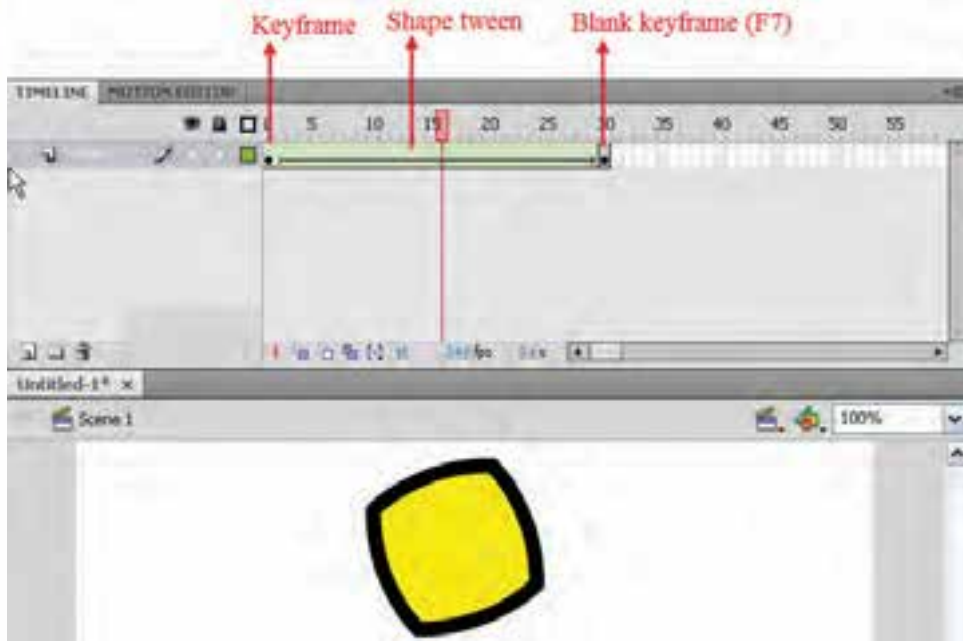 Keyframe Shape tween Blank keyframe (F7)
TIMELINE MOTION EDITOR
5 10 15 20 25 30 35 40 45 50 55
fps
Untitled-1* ×
Scene 1 100%